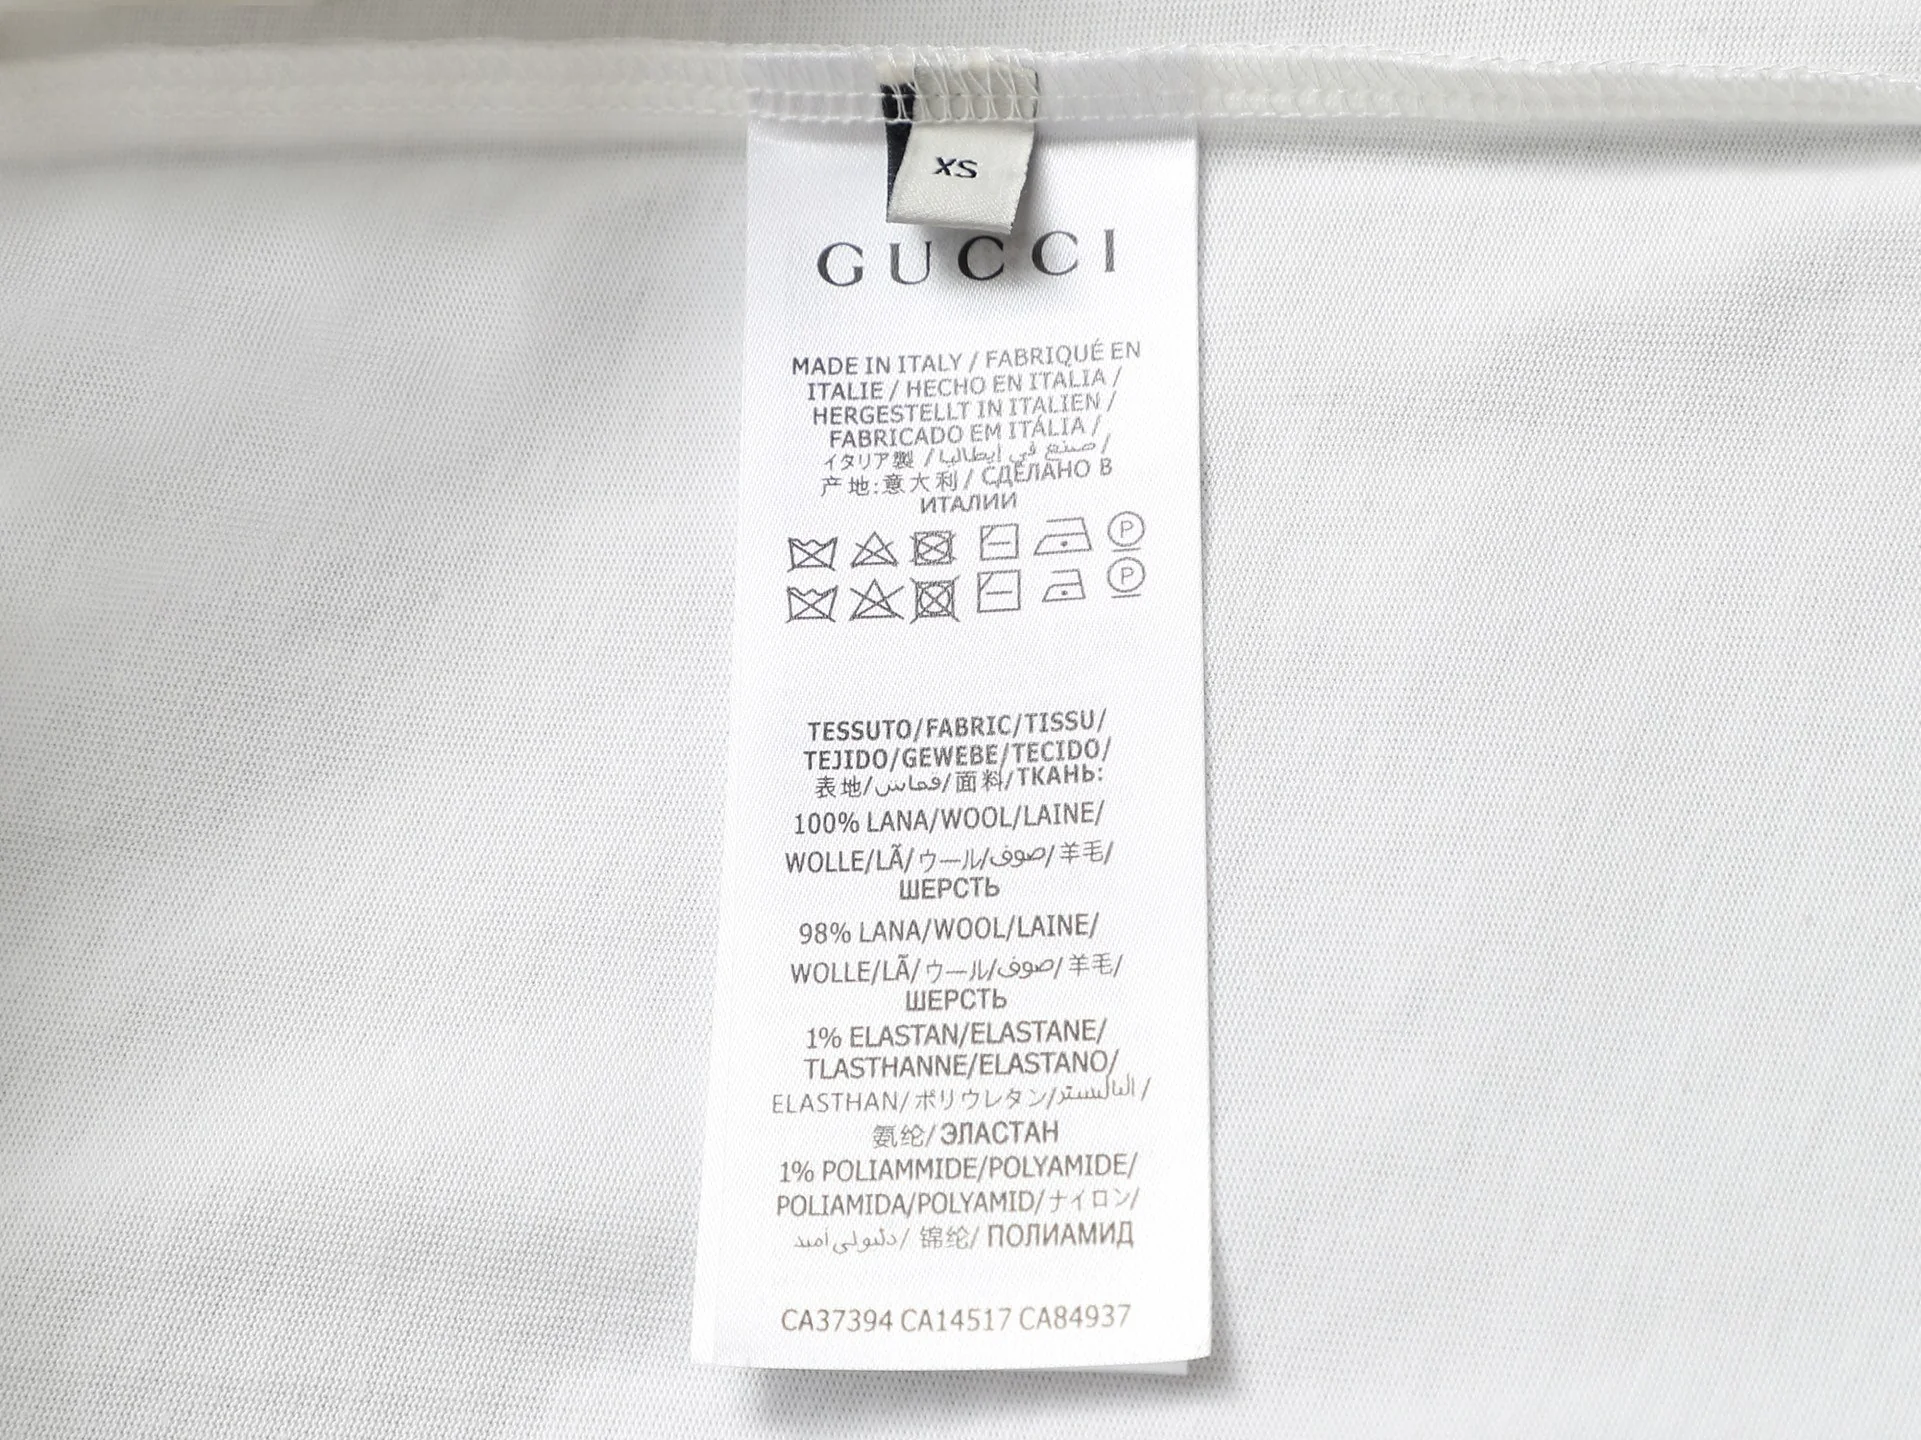 XS
GUCCI
MADE IN ITALY / FABRIQUÉ EN
ITALIE / HECHO EN ITALIA /
HERGESTELLT IN ITALIEN /
FABRICADO EM ITÁLIA /
イタリア製 / صنع في إيطاليا /
产地:意大利 / СДЕЛАНО В
ИТАЛИИ
P
P
TESSUTO/FABRIC/TISSU/
TEJIDO/GEWEBE/TECIDO/
表地/قماش/面料/ТКАНЬ:
100% LANA/WOOL/LAINE/
WOLLE/LÃ/ウール/صوف/羊毛/
ШЕРСТЬ
98% LANA/WOOL/LAINE/
WOLLE/LÃ/ウール/صوف/羊毛/
ШЕРСТЬ
1% ELASTAN/ELASTANE/
TLASTHANNE/ELASTANO/
ELASTHAN/ポリウレタン/
氨纶/ЭЛАСТАН
1% POLIAMMIDE/POLYAMIDE/
POLIAMIDA/POLYAMID/ナイロン/
锦纶/ ПОЛИАМИД
CA37394 CA14517 CA84937